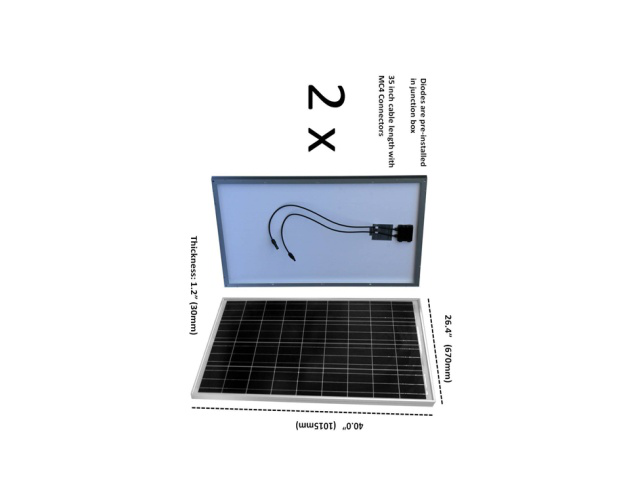 2 x
Diodes are pre-installed
in junction box
35 inch cable length with
MC4 Connectors
Thickness: 1.2" (30mm)
26.4" (670mm)
40.0" (1015mm)